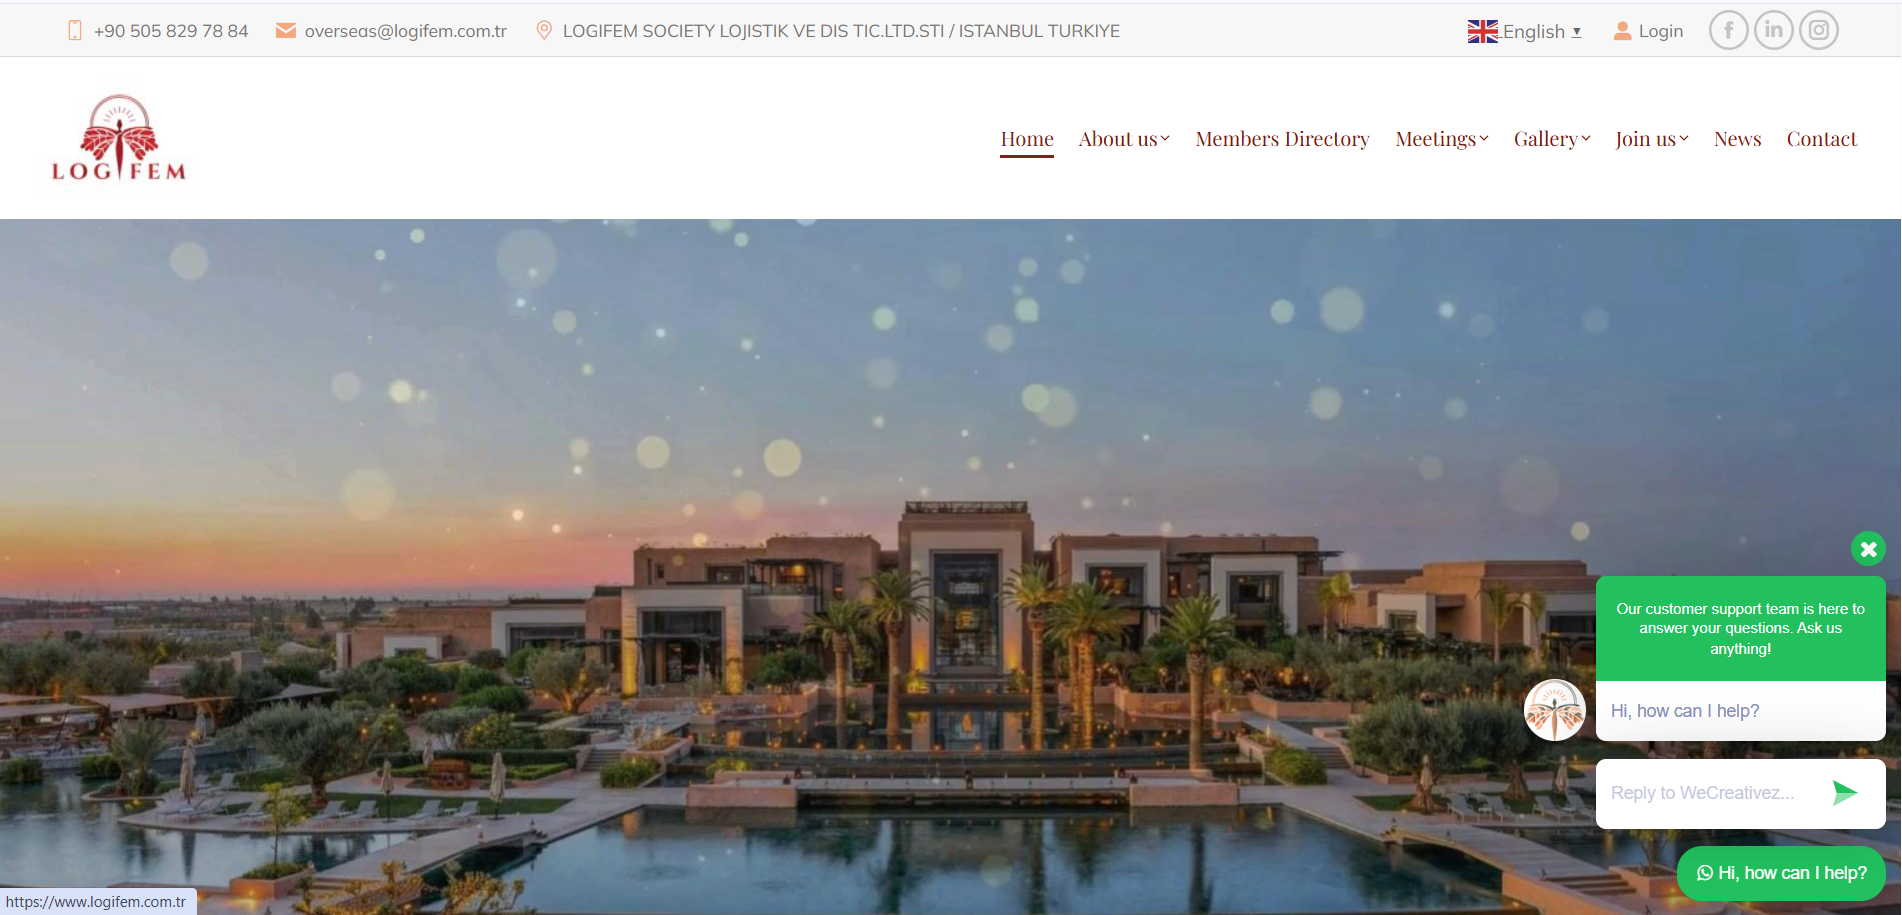 +90 505 829 78 84
overseas@logifem.com.tr
LOGIFEM SOCIETY LOJISTIK VE DIS TIC.LTD.STI / ISTANBUL TURKIYE
English ▼
Login
LOGIFEM
Home
About us
Members Directory
Meetings
Gallery
Join us
News
Contact
Our customer support team is here to
answer your questions. Ask us
anything!
Hi, how can I help?
Reply to WeCreativez...
Hi, how can I help?
https://www.logifem.com.tr